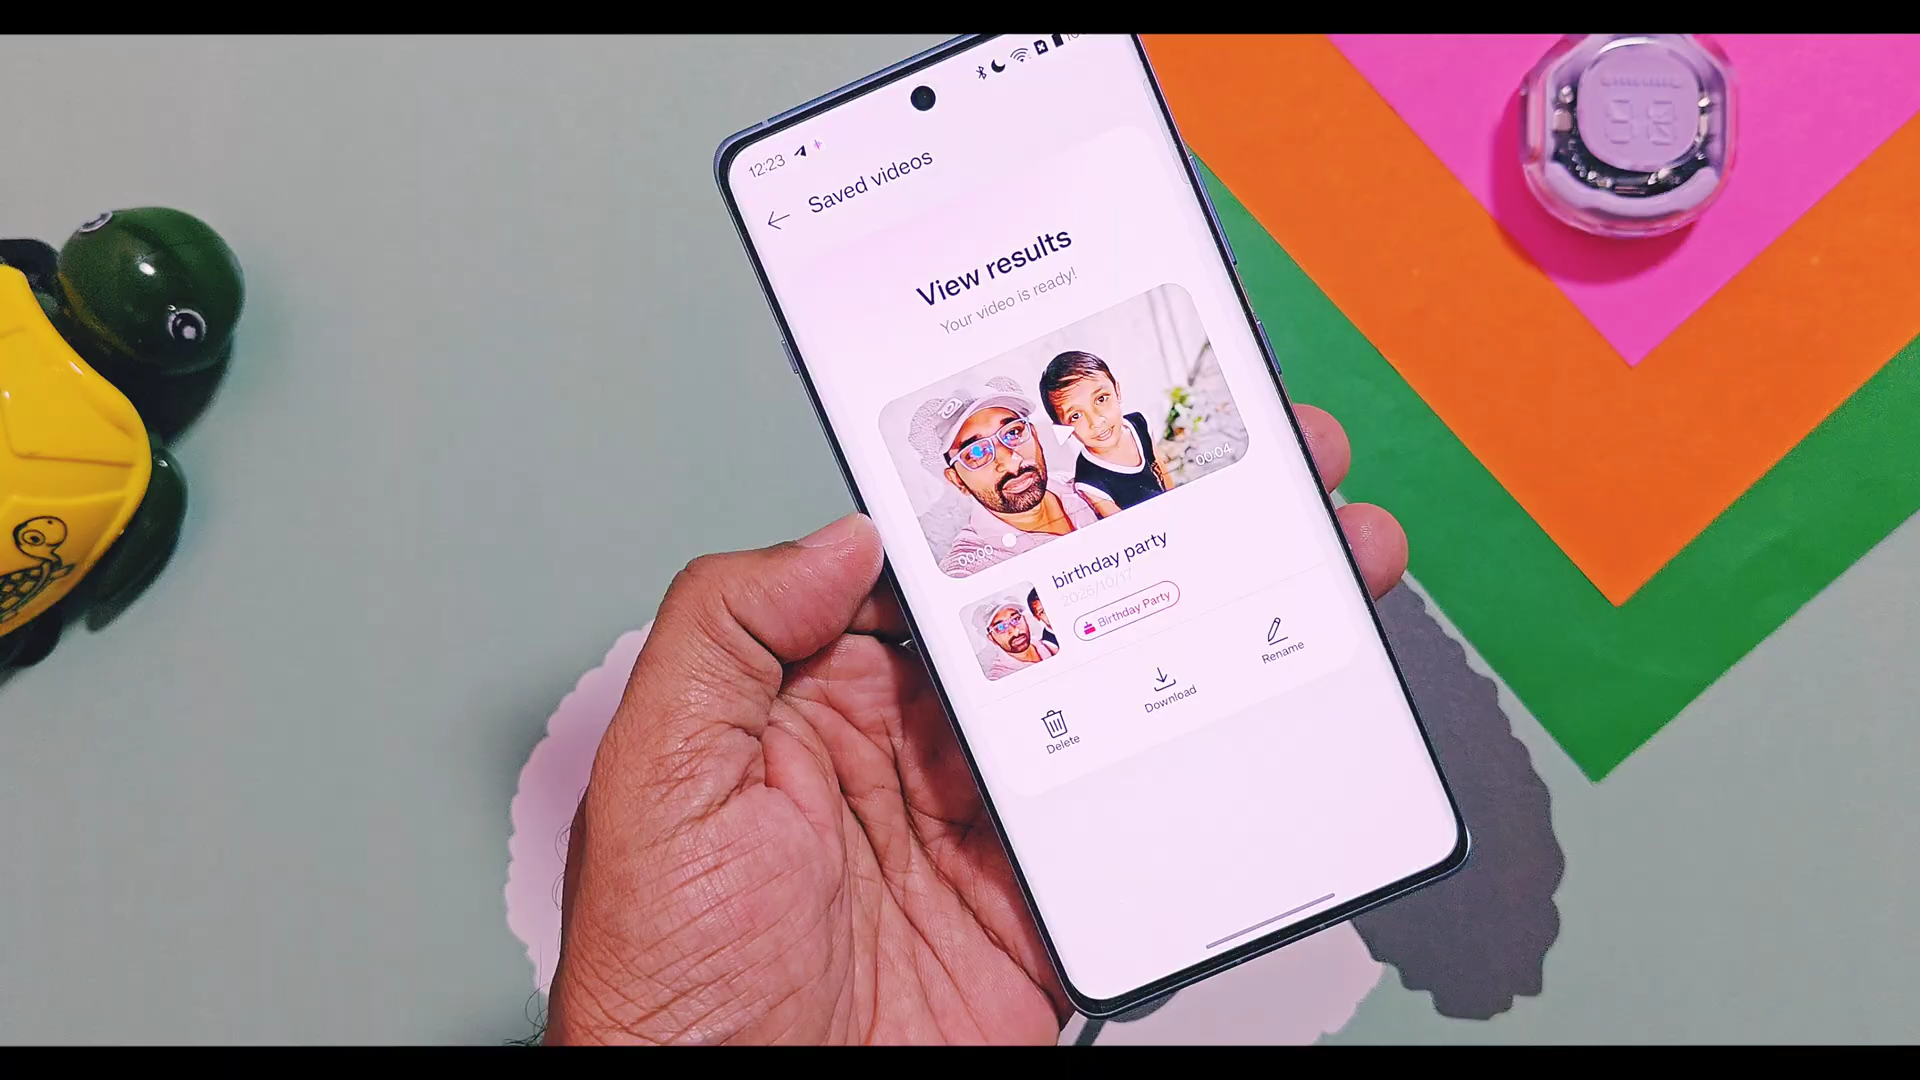 12:23
Saved videos
View results
Your video is ready!
00:00
00:04
birthday party
Birthday Party
Delete
Download
Rename